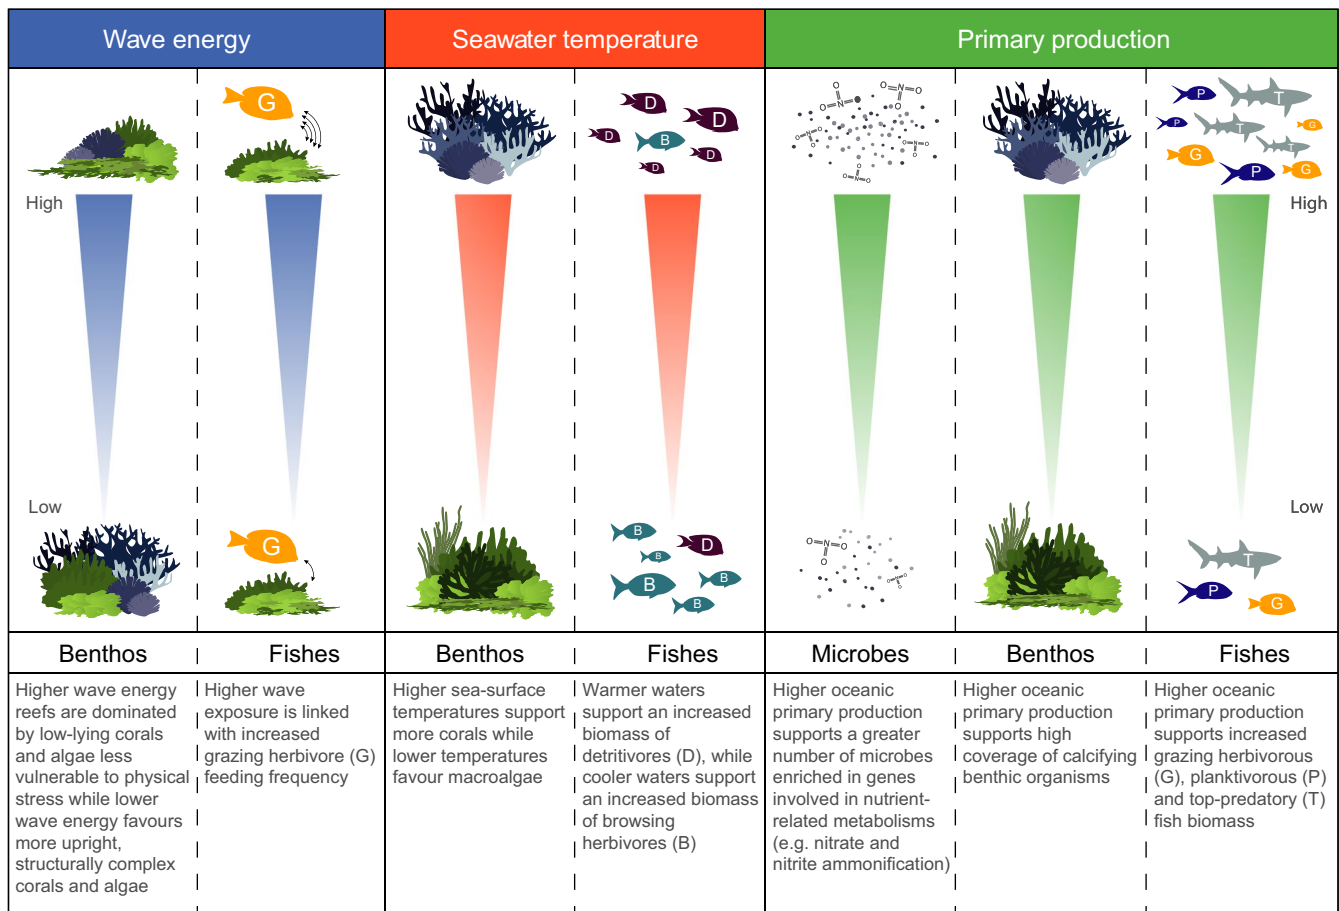 Wave energy
Seawater temperature
Primary production
G
D
D
D
B
D
D
P
T
P
T
G
G
T
P
G
O
N
O
O
O
N
O
O
O
N
O
O
O
N
O
O
O
N
O
O
High
High
Low
Low
G
B
D
B
B
B
B
O
N
O
O
O
N
O
O
T
P
G
Benthos
Fishes
Benthos
Fishes
Microbes
Benthos
Fishes
Higher wave energy
reefs are dominated
by low-lying corals
and algae less
vulnerable to physical
stress while lower
wave energy favours
more upright,
structurally complex
corals and algae
Higher wave
exposure is linked
with increased
grazing herbivore (G)
feeding frequency
Higher sea-surface
temperatures support
more corals while
lower temperatures
favour macroalgae
Warmer waters
support an increased
biomass of
detritivores (D), while
cooler waters support
an increased biomass
of browsing
herbivores (B)
Higher oceanic
primary production
supports a greater
number of microbes
enriched in genes
involved in nutrient-
related metabolisms
(e.g. nitrate and
nitrite ammonification)
Higher oceanic
primary production
supports high
coverage of calcifying
benthic organisms
Higher oceanic
primary production
supports increased
grazing herbivorous
(G), planktivorous (P)
and top-predatory (T)
fish biomass